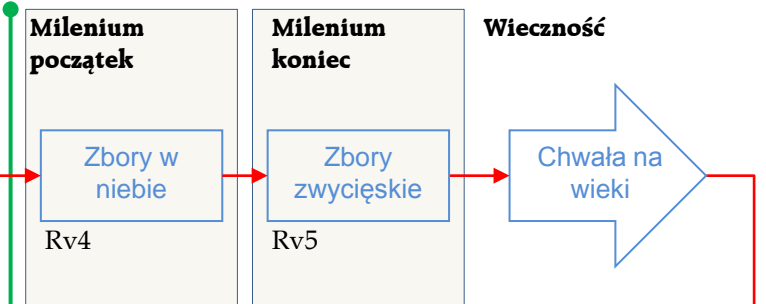 Milenium
początek
Milenium
koniec
Wieczność
Zbory w
niebie
Zbory
zwycięskie
Chwała na
wieki
Rv4
Rv5